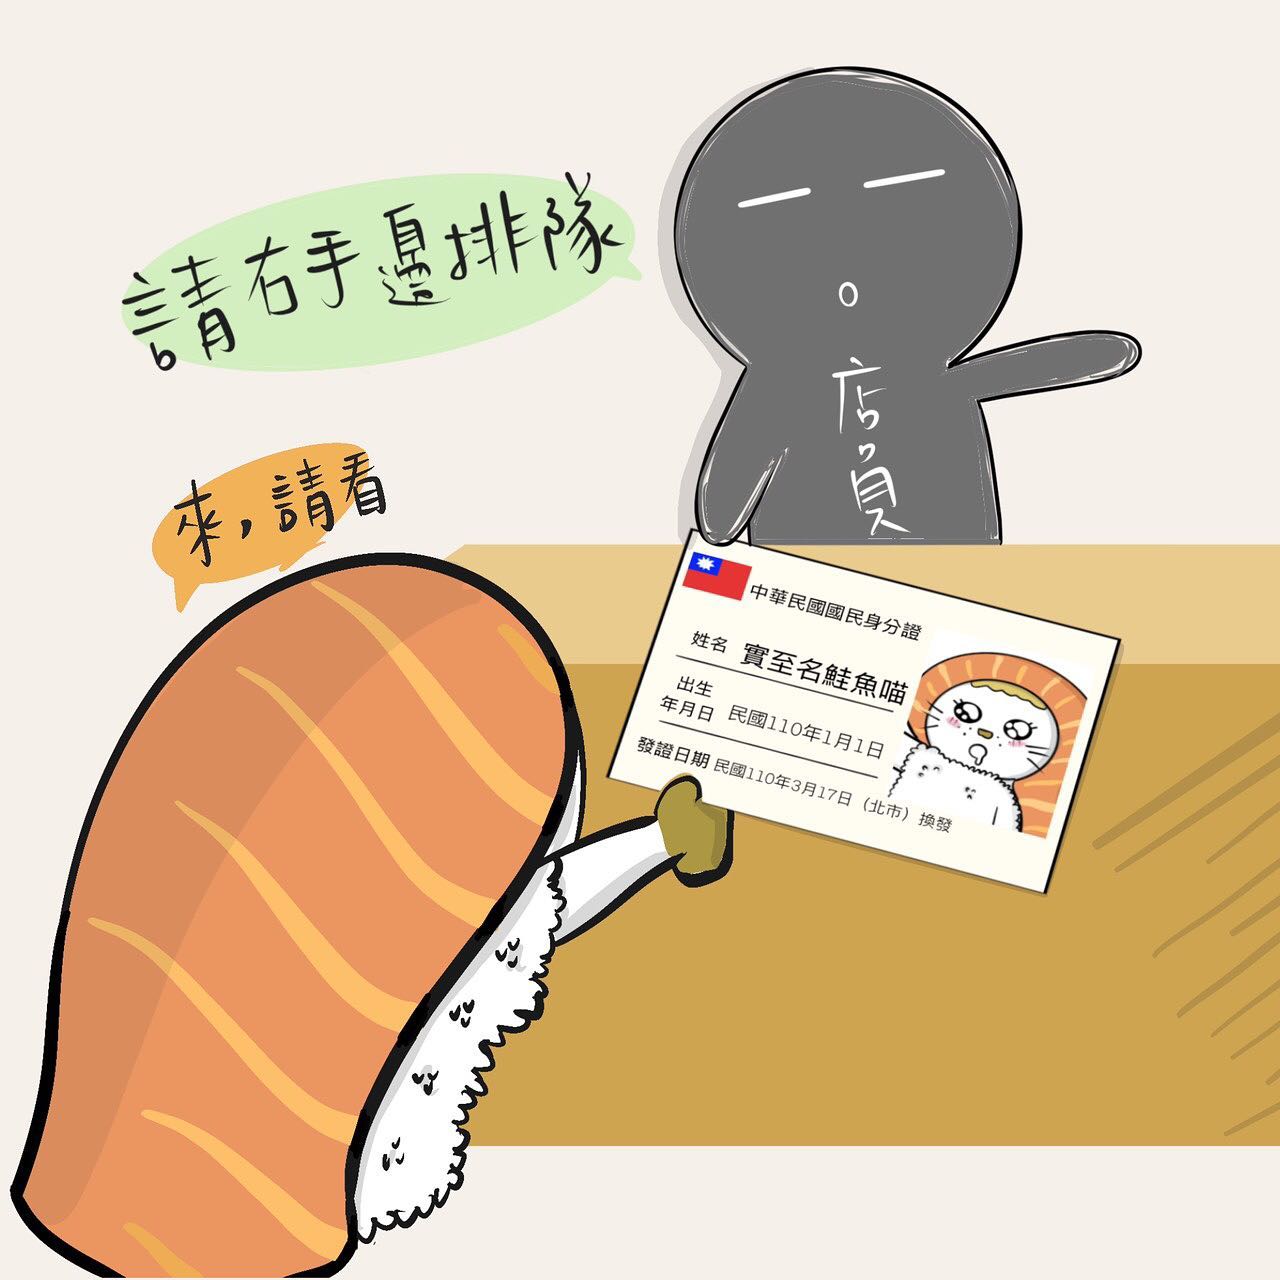 請右手邊排隊
店員
來,請看
中華民國國民身分證
姓名 實至名鮭魚喵
出生
年月日 民國110年1月1日
發證日期 民國110年3月17日（北市）換發